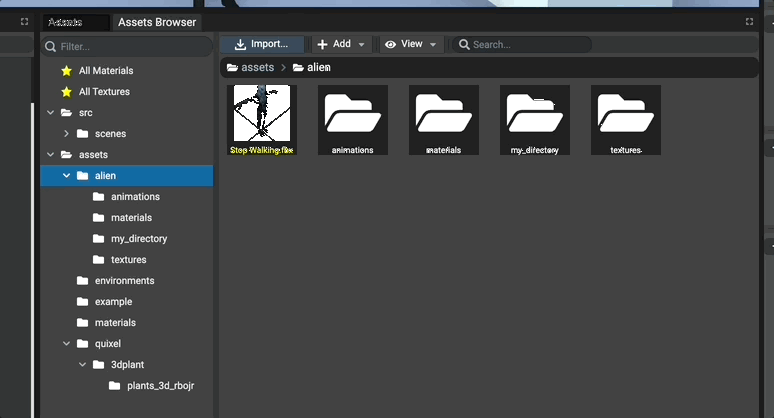 Assets
Assets Browser
Filter...
Import...
Add
View
Search...
assets > alien
All Materials
All Textures
src
scenes
assets
alien
animations
materials
my_directory
textures
environments
example
materials
quixel
3dplant
plants_3d_rbojr
Stop Walking.fbx
animations
materials
my_directory
textures